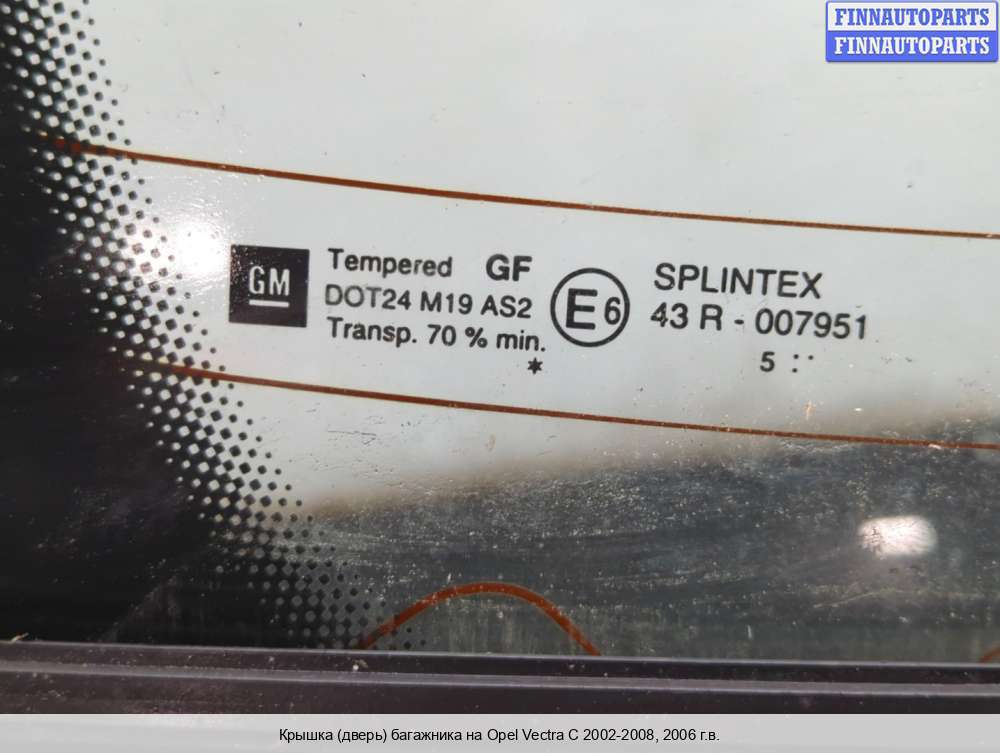 FINNAUTOPARTS
FINNAUTOPARTS
GM
Tempered GF
DOT24 M19 AS2
Transp. 70 % min.
*
E6
SPLINTEX
43 R - 007951
5 : ··
Крышка (дверь) багажника на Opel Vectra C 2002-2008, 2006 г.в.